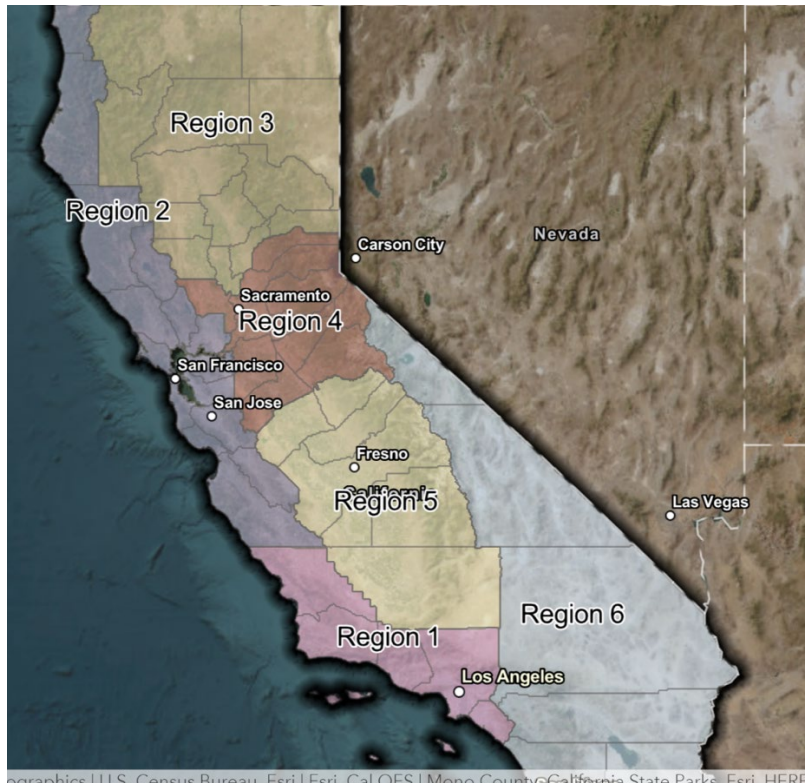 Region 3
Region 2
Carson City
Nevada
Sacramento
Region 4
San Francisco
San Jose
Fresno
California
Region 5
Las Vegas
Region 6
Region 1
Los Angeles
ographics | U.S. Census Bureau, Esri | Esri, Cal OES | Mono County, California State Parks, Esri, HERE